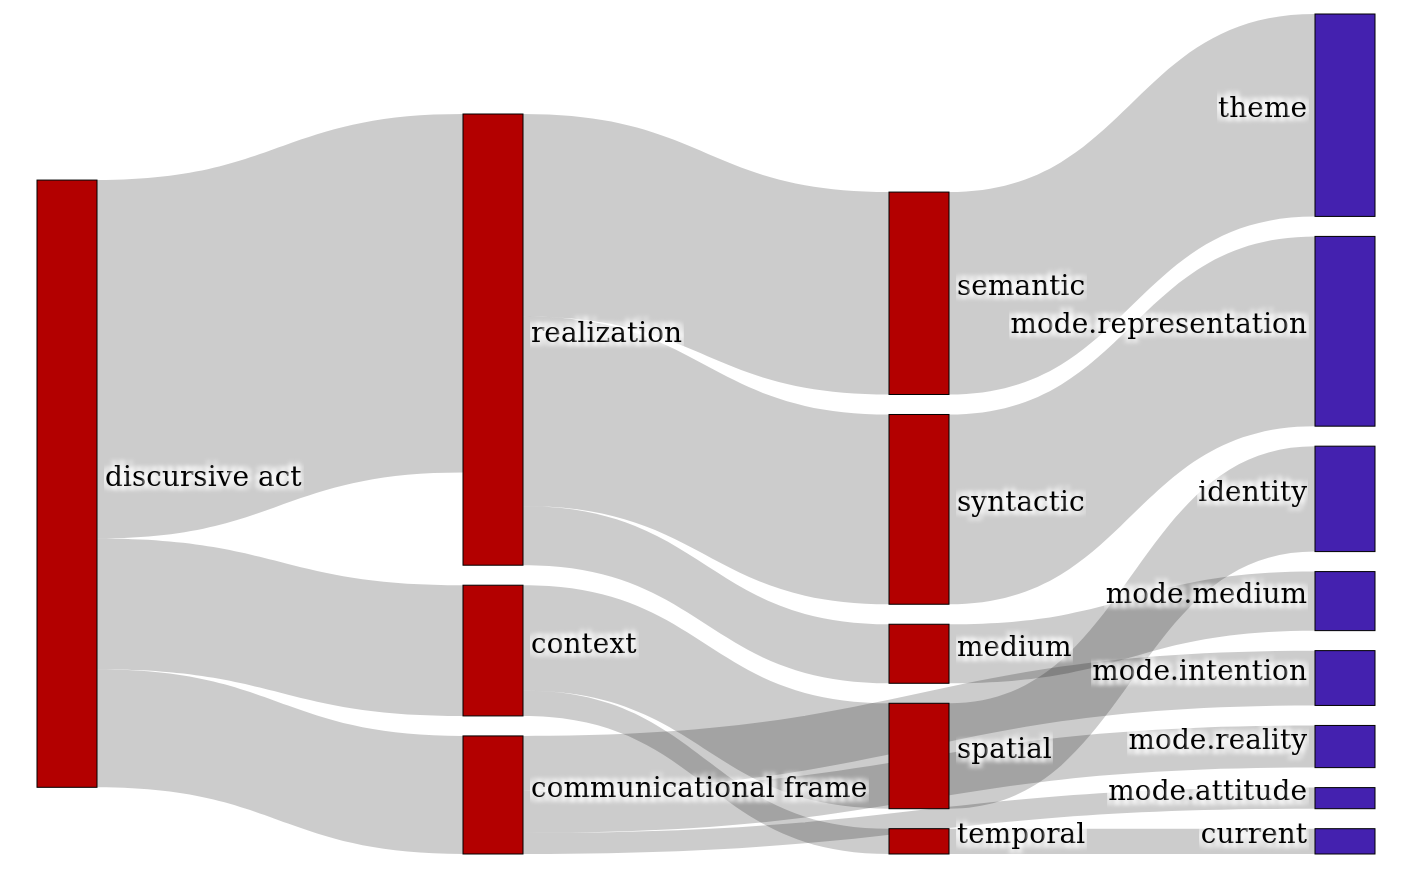 discursive act
realization
context
communicational frame
semantic
syntactic
medium
spatial
temporal
theme
mode.representation
identity
mode.medium
mode.intention
mode.reality
mode.attitude
current